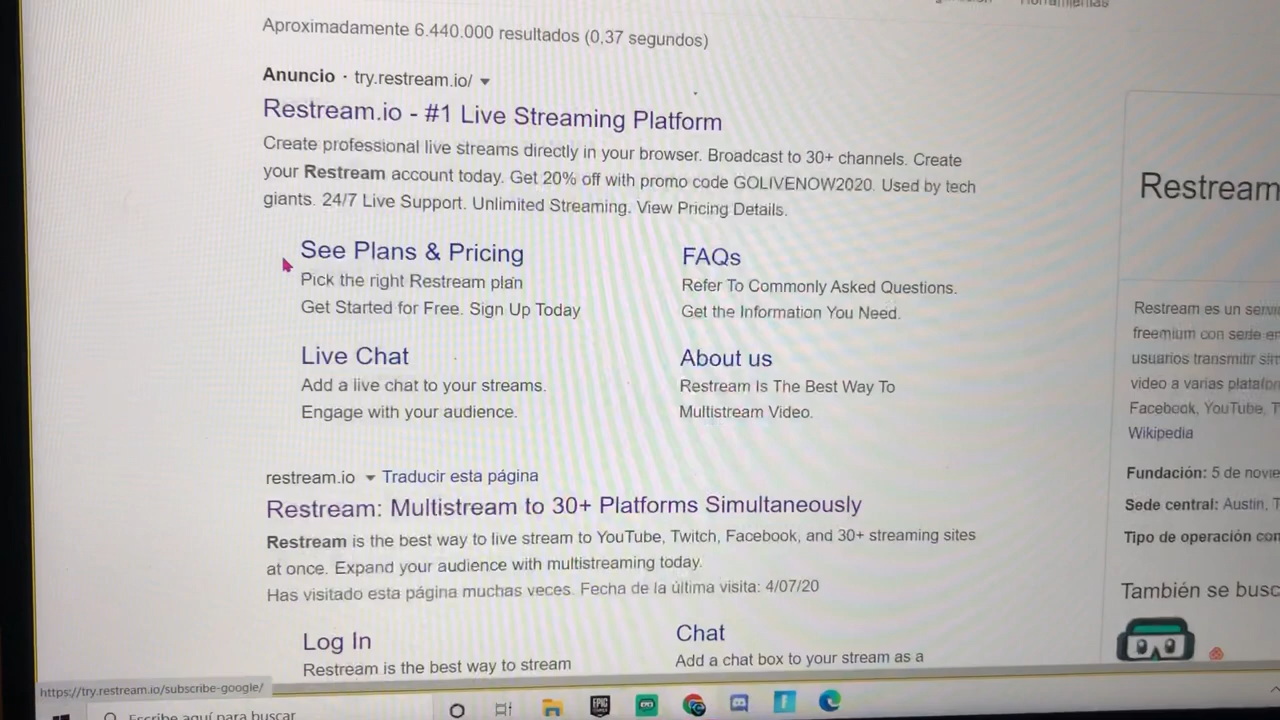 Herramientas
Aproximadamente 6.440.000 resultados (0,37 segundos)
Anuncio · try.restream.io/
Restream.io - #1 Live Streaming Platform
Create professional live streams directly in your browser. Broadcast to 30+ channels. Create
your Restream account today. Get 20% off with promo code GOLIVENOW2020. Used by tech
giants. 24/7 Live Support. Unlimited Streaming. View Pricing Details.
See Plans & Pricing
Pick the right Restream plan
Get Started for Free. Sign Up Today
FAQs
Refer To Commonly Asked Questions.
Get the Information You Need.
Live Chat
Add a live chat to your streams.
Engage with your audience.
About us
Restream Is The Best Way To
Multistream Video.
restream.io Traducir esta página
Restream: Multistream to 30+ Platforms Simultaneously
Restream is the best way to live stream to YouTube, Twitch, Facebook, and 30+ streaming sites
at once. Expand your audience with multistreaming today.
Has visitado esta página muchas veces. Fecha de la última visita: 4/07/20
Log In
Restream is the best way to stream
Chat
Add a chat box to your stream as a
Restream
Restream es un
freemium con sede
usuarios transmitir
video a varias
Facebook, YouTube, T
Wikipedia
Fundación: 5 de
Sede central: Austin, T
Tipo de operación
También se
https://try.restream.io/subscribe-google/
Escribe aquí para buscar
EPIC